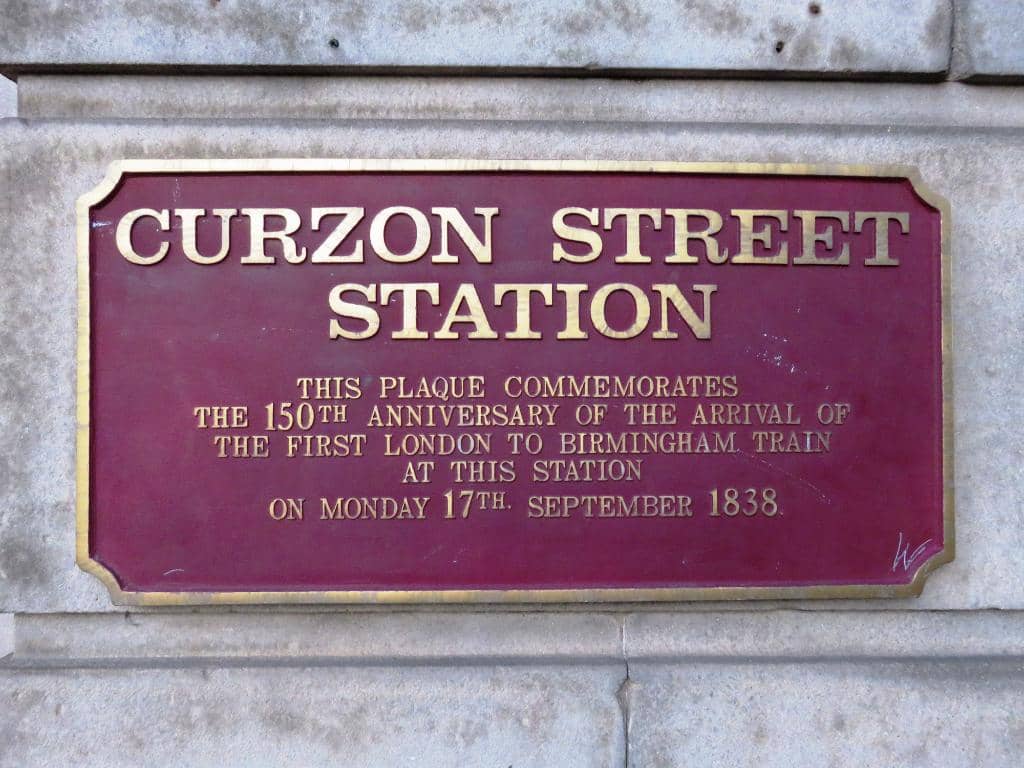 CURZON STREET
STATION
THIS PLAQUE COMMEMORATES
THE 150TH ANNIVERSARY OF THE ARRIVAL OF
THE FIRST LONDON TO BIRMINGHAM TRAIN
AT THIS STATION
ON MONDAY 17TH. SEPTEMBER 1838.